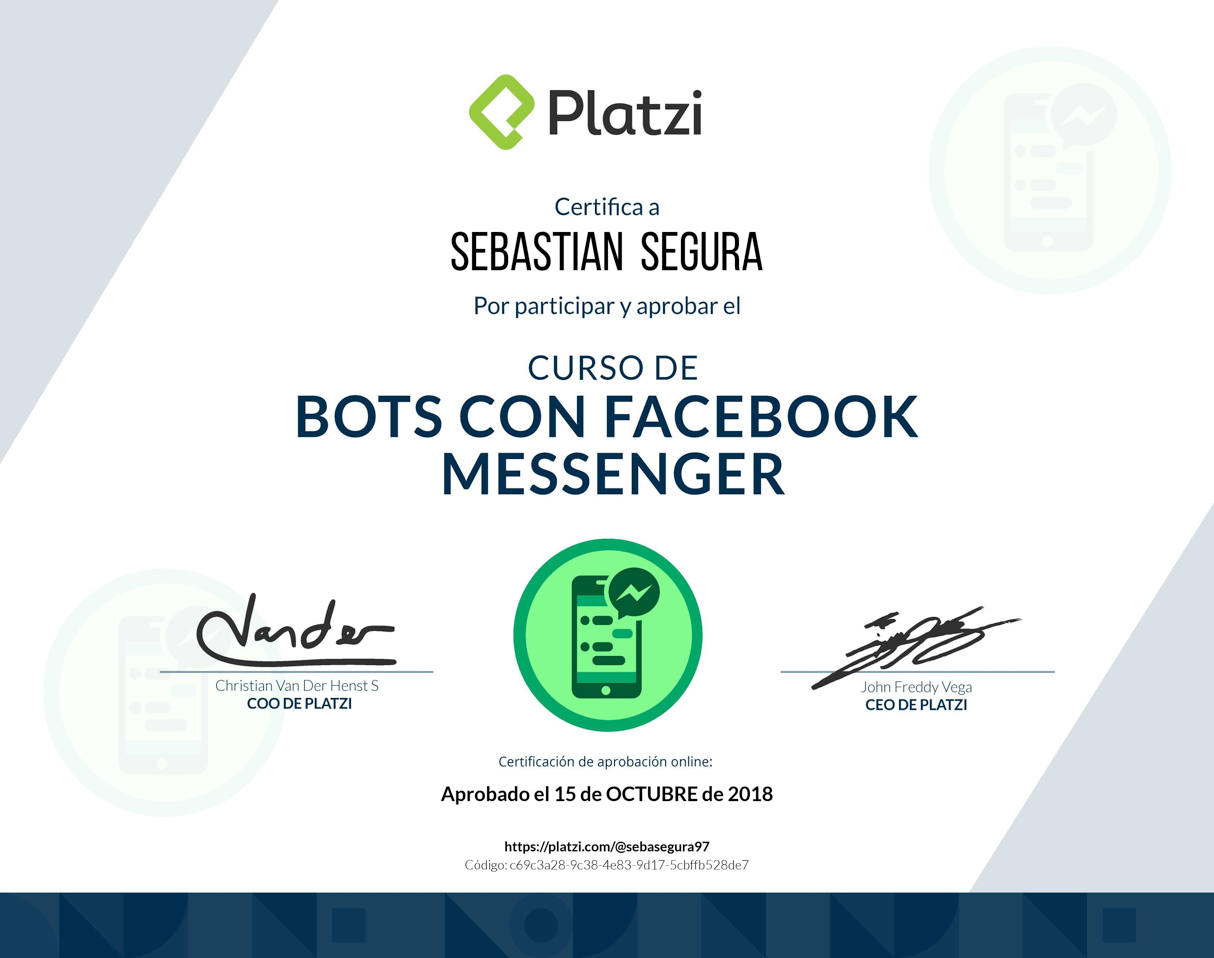 Platzi
Certifica a
SEBASTIAN SEGURA
Por participar y aprobar el
CURSO DE
BOTS CON FACEBOOK
MESSENGER
Vander
Christian Van Der Henst S
COO DE PLATZI
John Freddy Vega
CEO DE PLATZI
Certificación de aprobación online:
Aprobado el 15 de OCTUBRE de 2018
https://platzi.com/@sebasegura97
Código: c69c3a28-9c38-4e83-9d17-5cbffb528de7